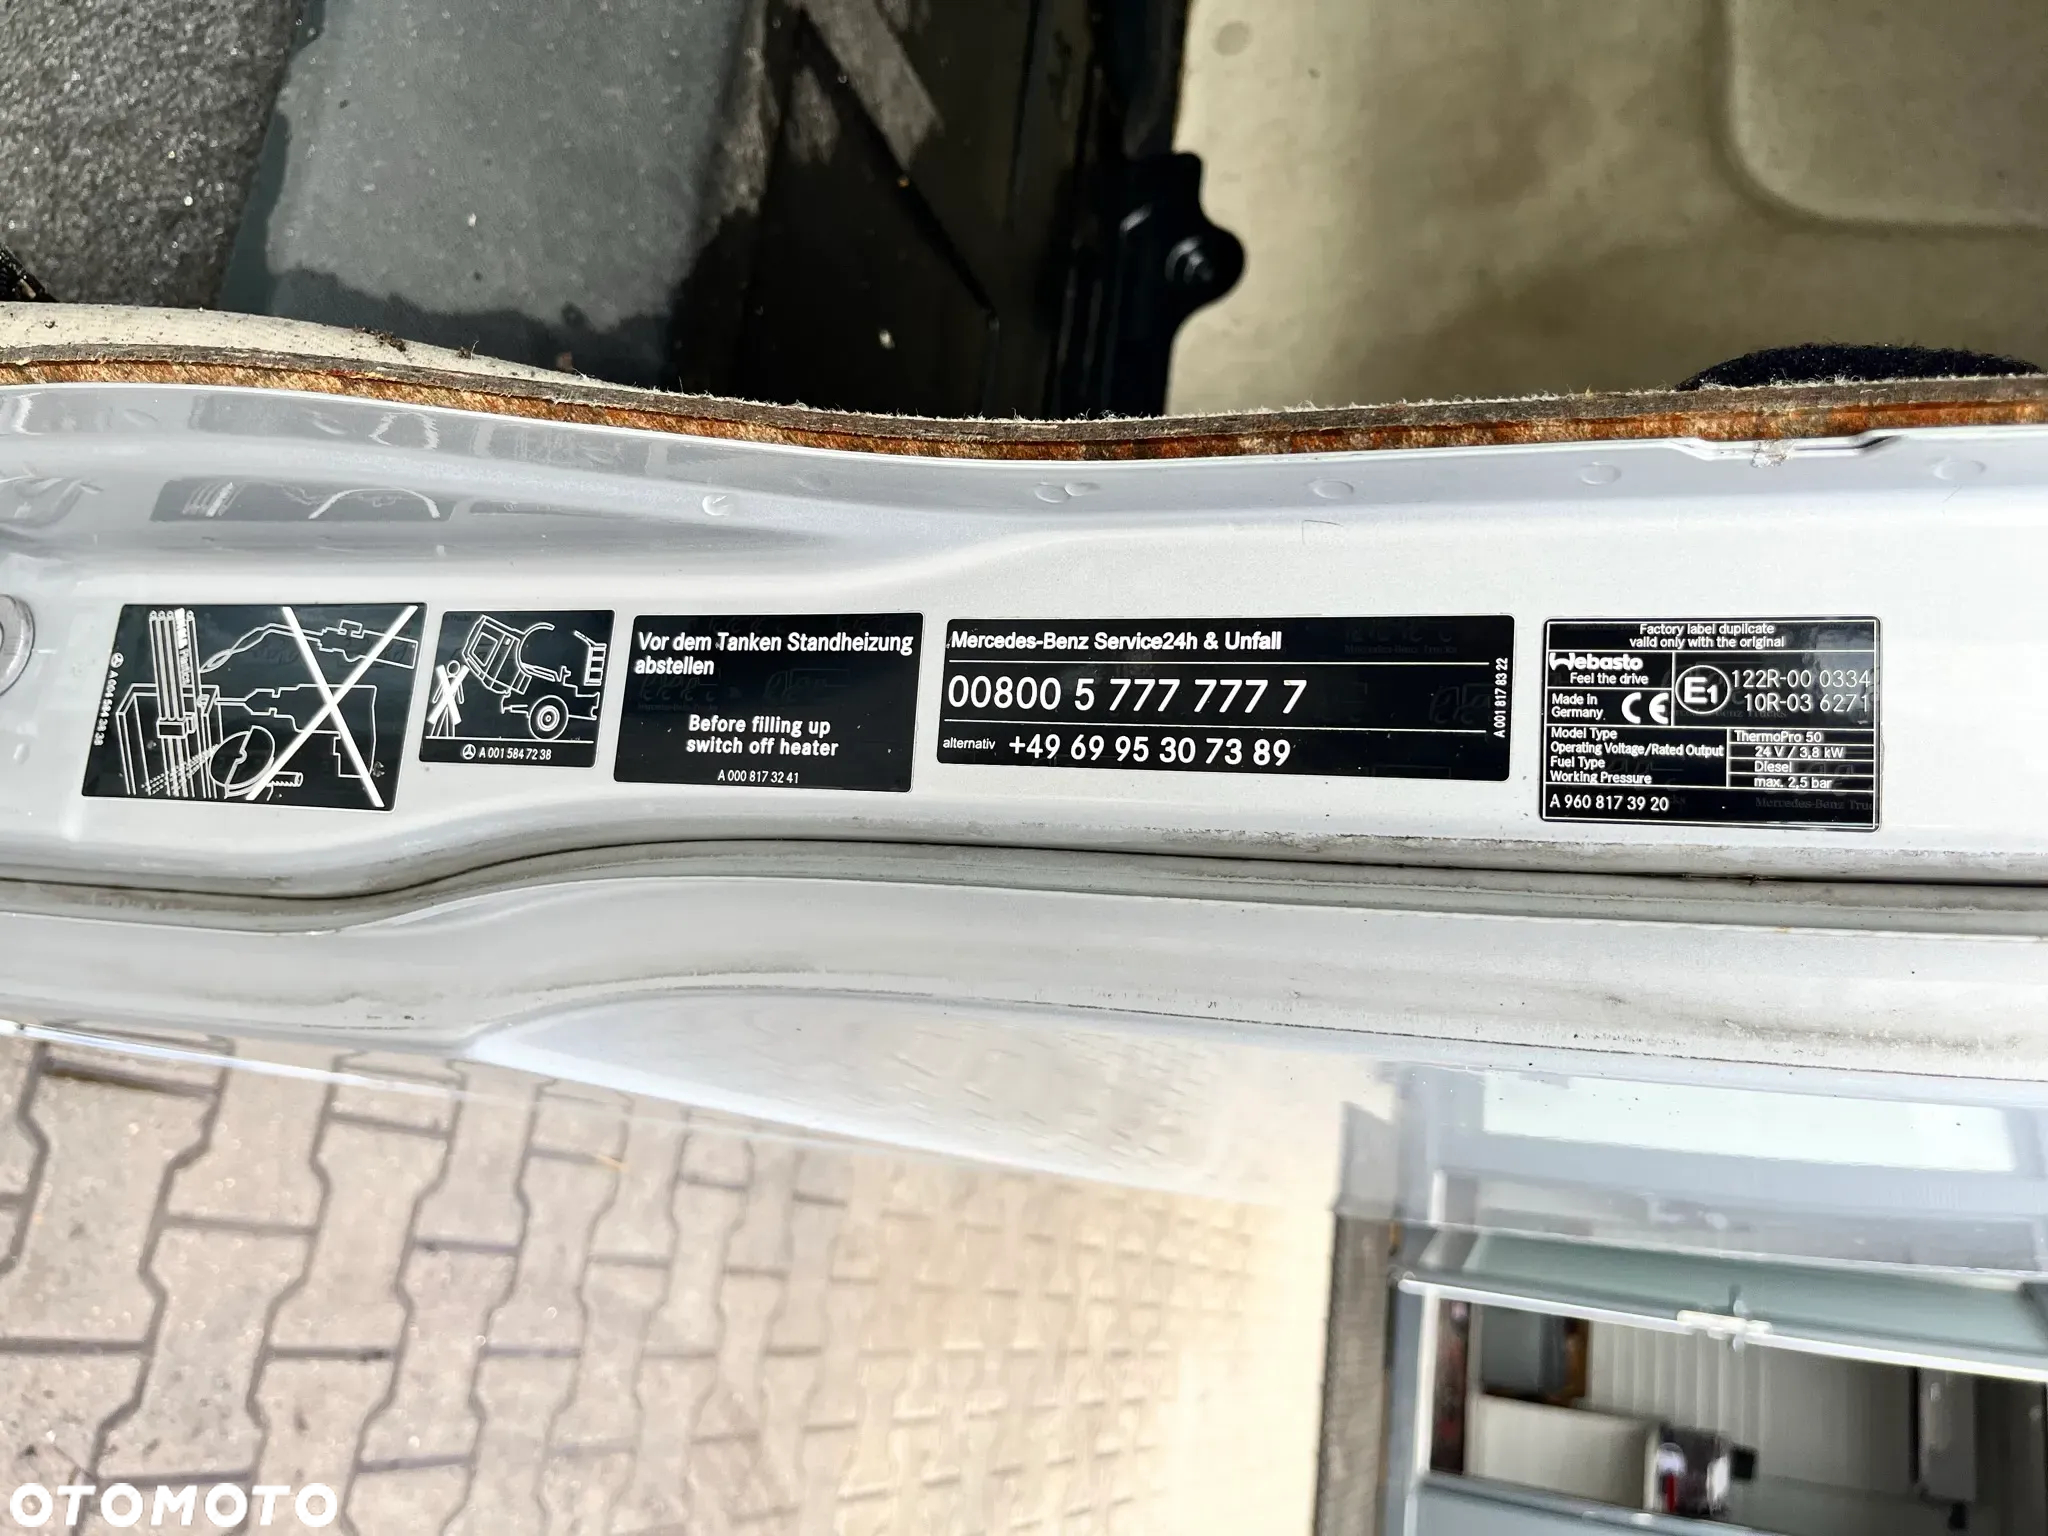 A 001 584 72 38
Vor dem Tanken Standheizung
abstellen
Before filling up
switch off heater
A 000 817 32 41
Mercedes-Benz Service24h & Unfall
00800 5 777 777 7
alternativ +49 69 95 30 73 89
A 001 817 83 22
Factory label duplicate
valid only with the original
Webasto
Feel the drive
Made in
Germany
CE
E1
122R-00 0334
10R-03 6271
Model Type ThermoPro 50
Operating Voltage/Rated Output 24 V / 3,8 kW
Fuel Type Diesel
Working Pressure max. 2,5 bar
A 960 817 39 20
OTOMOTO